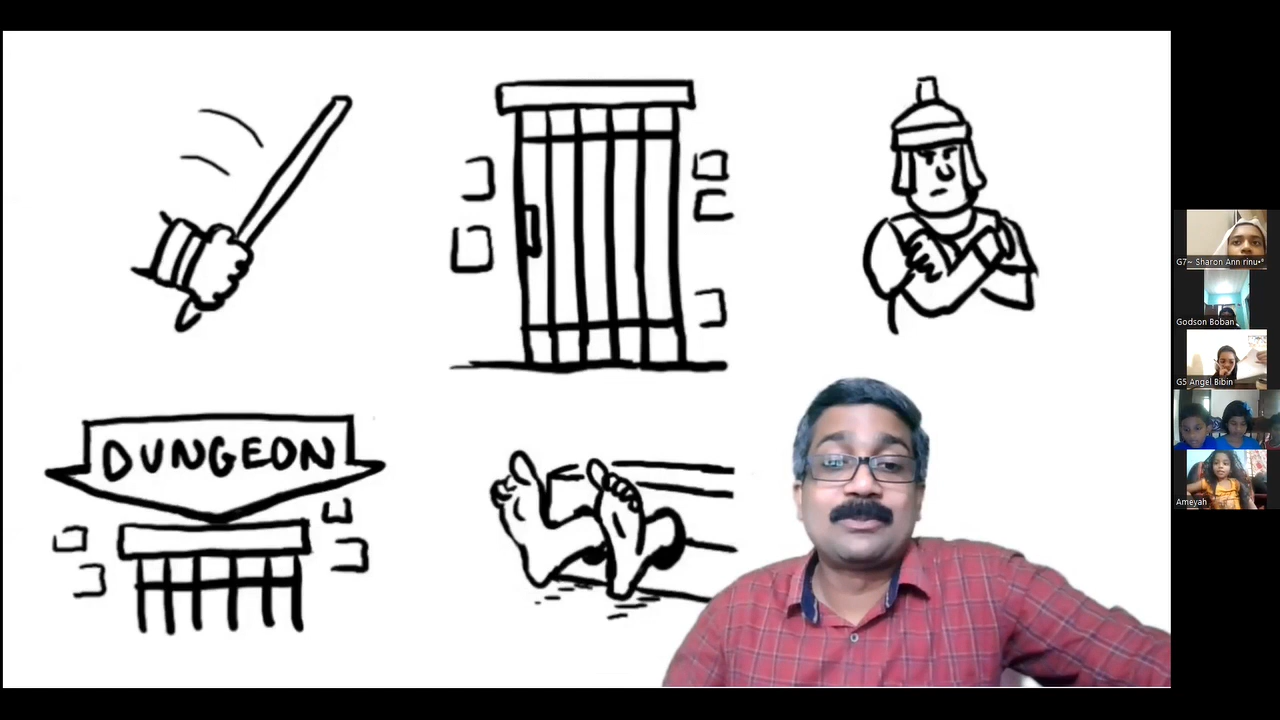 DUNGEON
G7~ Sharon Ann rinu•°
Godson Boban
G5 Angel Bibin
Ameyah